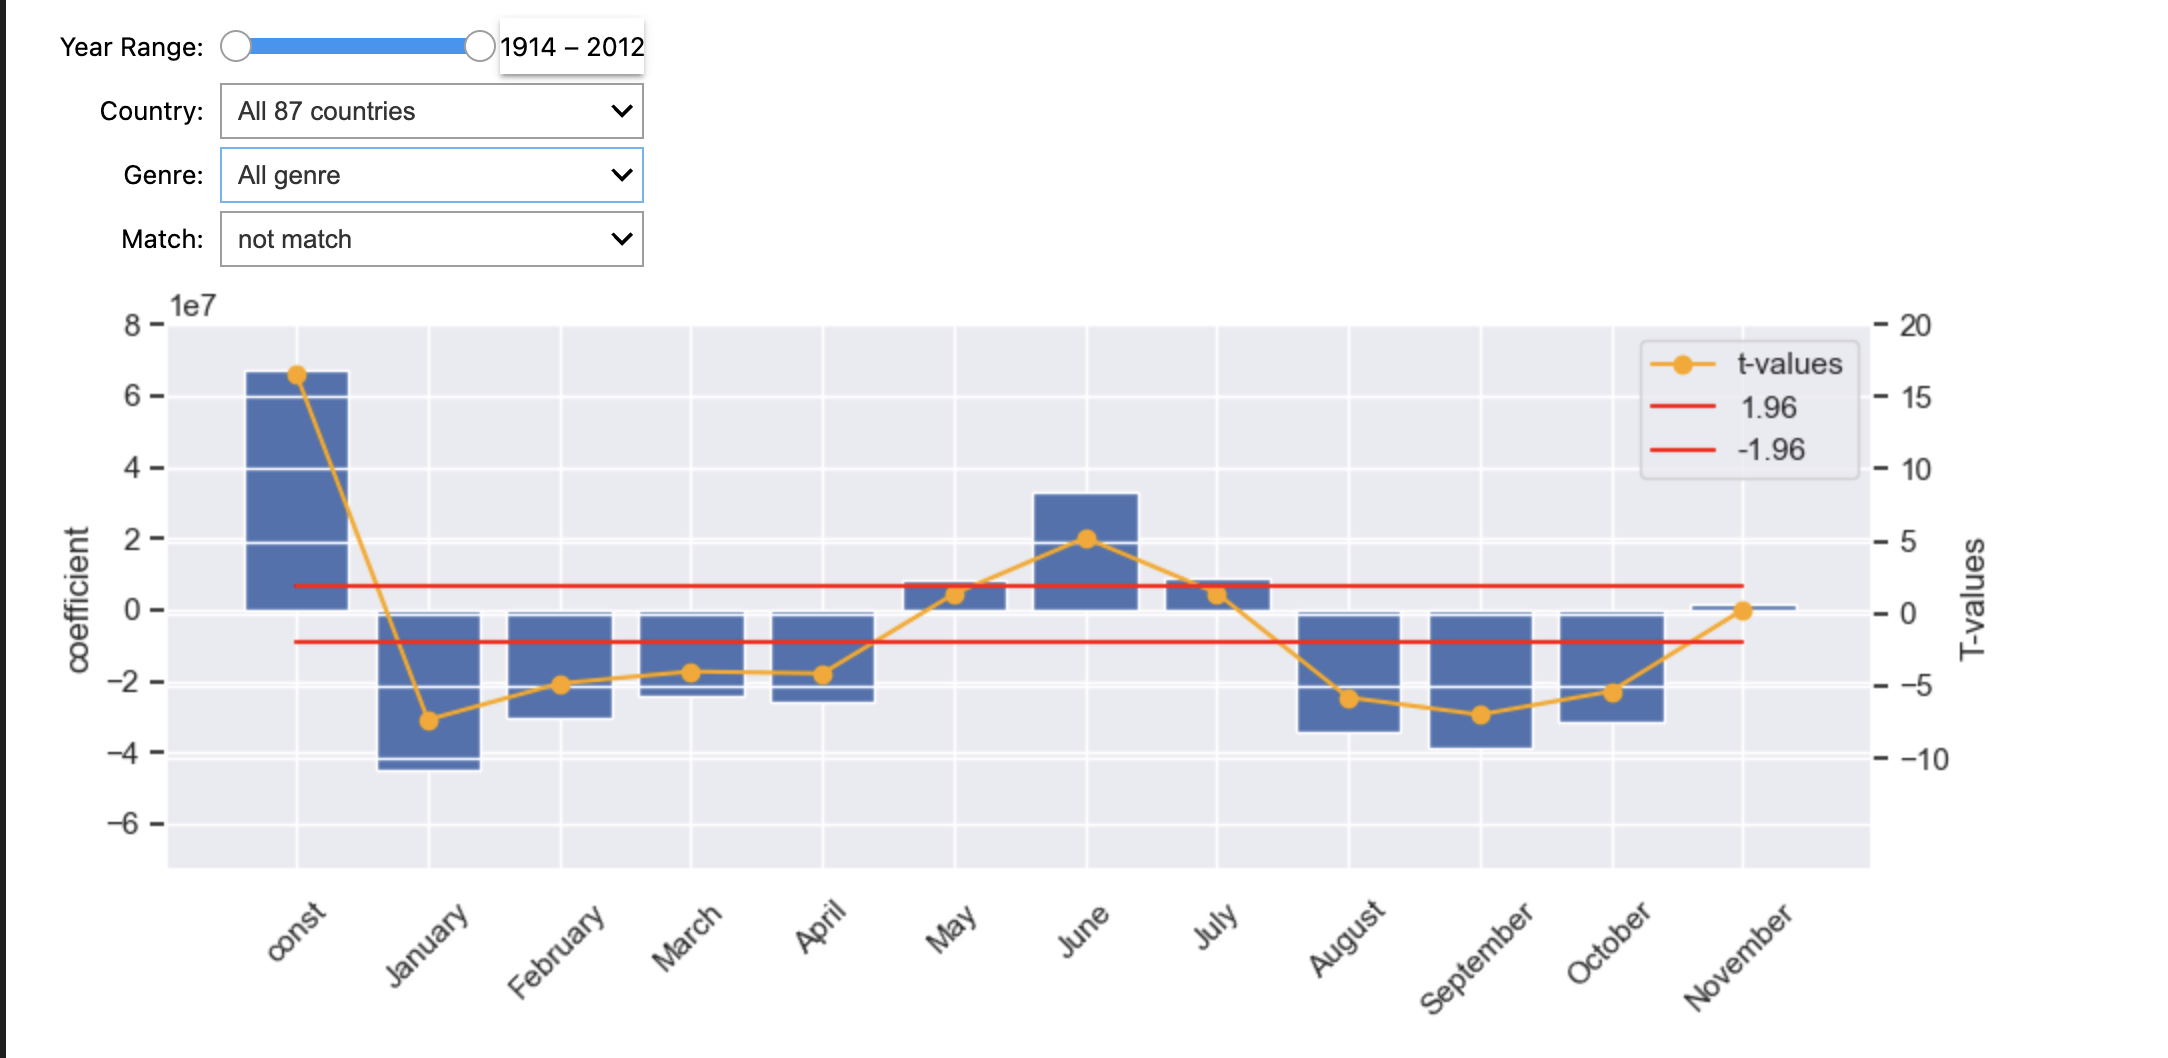 Year Range: 1914 – 2012
Country: All 87 countries
Genre: All genre
Match: not match
1e7
8
6
4
2
0
−2
−4
−6
coefficient
20
15
10
5
0
−5
−10
T-values
t-values
1.96
-1.96
const
January
February
March
April
May
June
July
August
September
October
November